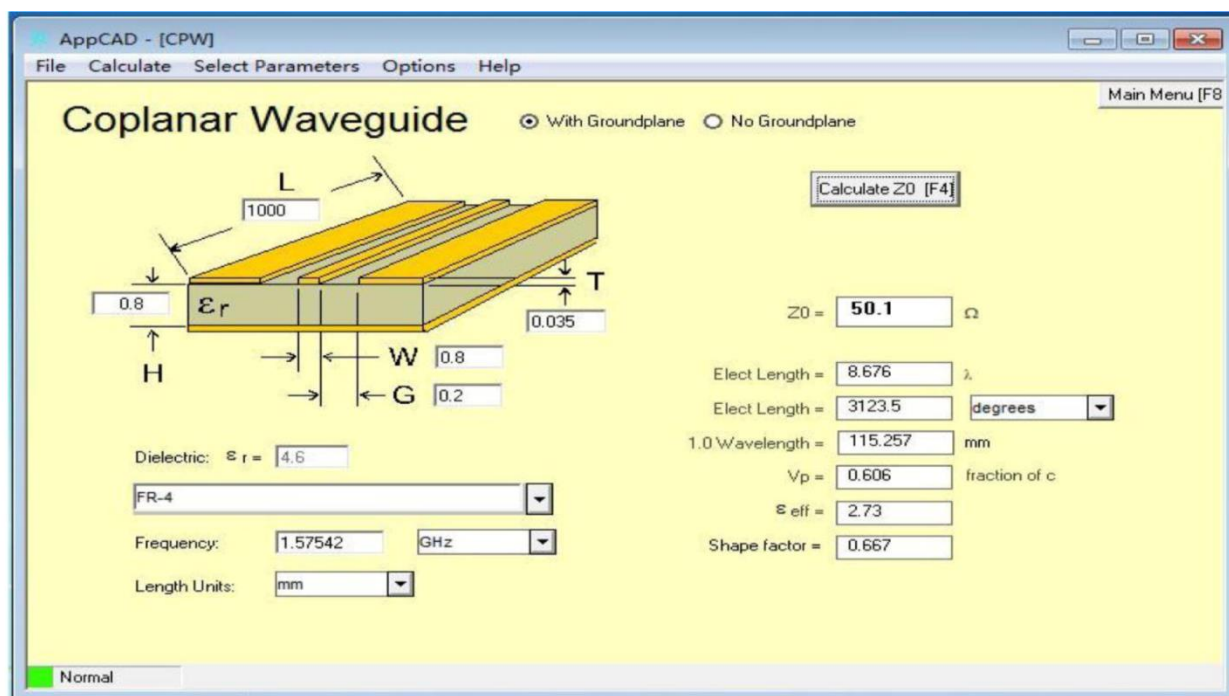 AppCAD - [CPW]
File Calculate Select Parameters Options Help
Main Menu [F8
Coplanar Waveguide With Groundplane No Groundplane
Calculate Z0 [F4]
L
1000
0.8
εr
T
0.035
H
W 0.8
G 0.2
Z0 = 50.1 Ω
Elect Length = 8.676 λ
Elect Length = 3123.5 degrees
1.0 Wavelength = 115.257 mm
Vp = 0.606 fraction of c
ε eff = 2.73
Shape factor = 0.667
Dielectric: ε r = 4.6
FR-4
Frequency: 1.57542 GHz
Length Units: mm
Normal